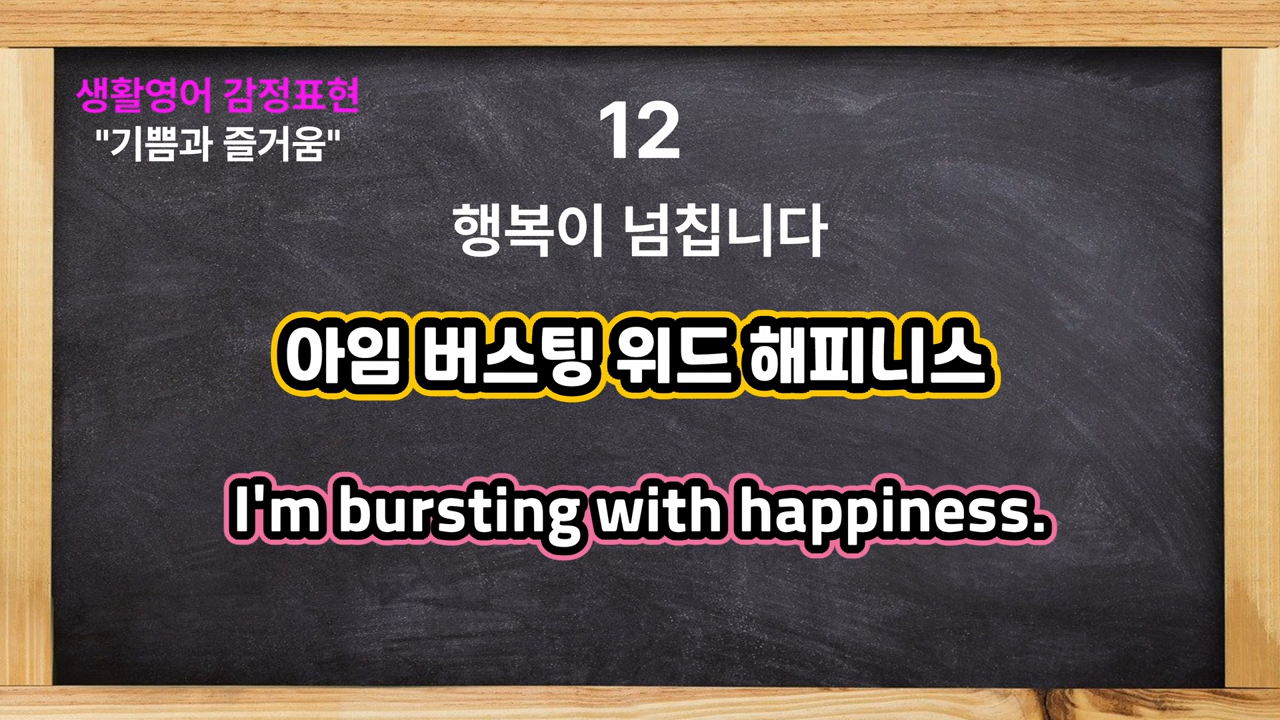 생활영어 감정표현
"기쁨과 즐거움"
12
행복이 넘칩니다
아임 버스팅 위드 해피니스
I'm bursting with happiness.